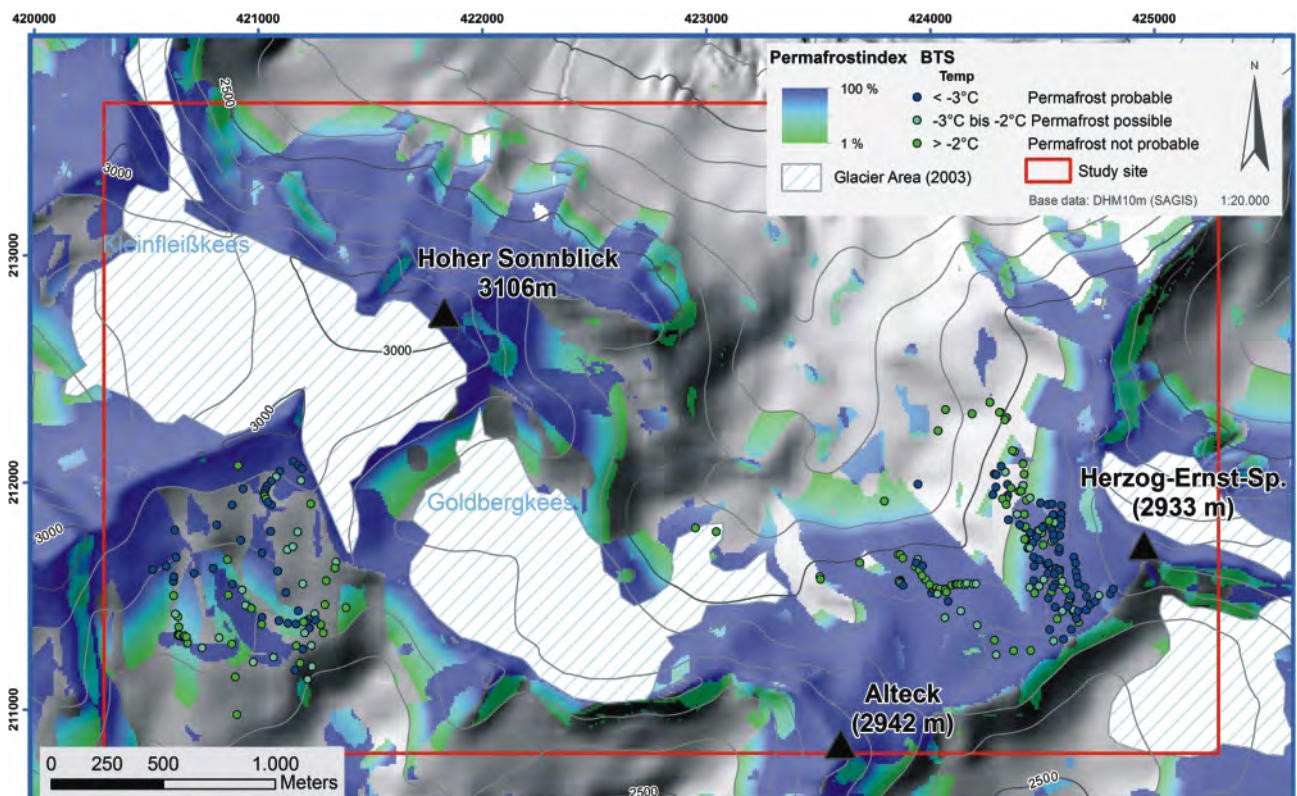 420000 421000 422000 423000 424000 425000
213000
212000
211000
Permafrostindex BTS
Temp
100 %
1 %
< -3°C Permafrost probable
-3°C bis -2°C Permafrost possible
> -2°C Permafrost not probable
Glacier Area (2003)
Study site
Base data: DHM10m (SAGIS) 1:20.000
N
2500
3000
Kleinfleißkees
Hoher Sonnblick
3106m
3000
3000
3000
Goldbergkees
Herzog-Ernst-Sp.
(2933 m)
Alteck
(2942 m)
2500
2500
0 250 500 1.000
Meters